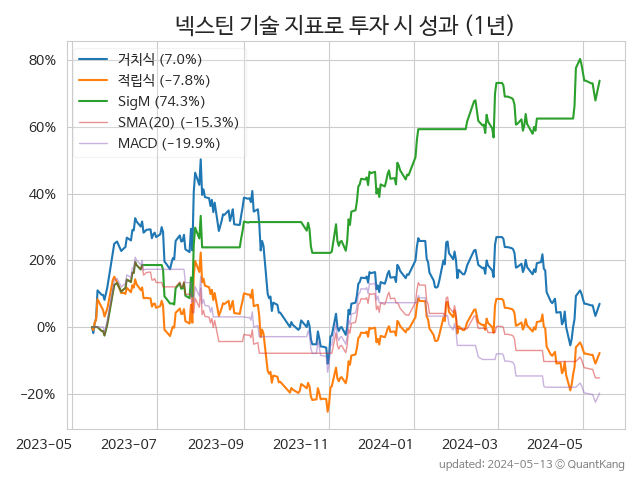 넥스틴 기술 지표로 투자 시 성과 (1년)
거치식 (7.0%)
적립식 (−7.8%)
SigM (74.3%)
SMA(20) (−15.3%)
MACD (−19.9%)
80%
60%
40%
20%
0%
−20%
2023-05 2023-07 2023-09 2023-11 2024-01 2024-03 2024-05
updated: 2024-05-13 ⓒ QuantKang